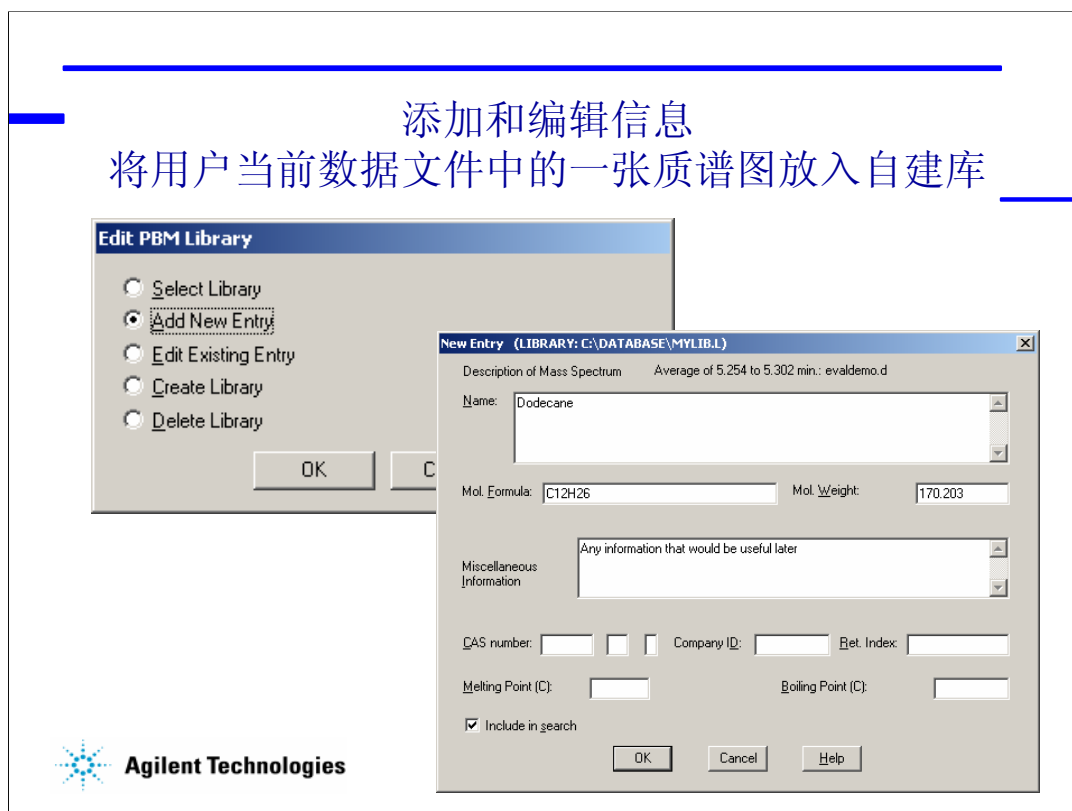 添加和编辑信息
将用户当前数据文件中的一张质谱图放入自建库
Edit PBM Library
Select Library
Add New Entry
Edit Existing Entry
Create Library
Delete Library
OK
C
New Entry (LIBRARY: C:\DATABASE\MYLIB.L)
Description of Mass Spectrum Average of 5.254 to 5.302 min.: evaldemo.d
Name: Dodecane
Mol. Formula: C12H26 Mol. Weight: 170.203
Miscellaneous Information
Any information that would be useful later
CAS number: Company ID: Ret. Index:
Melting Point (C): Boiling Point (C):
Include in search
OK Cancel Help
Agilent Technologies